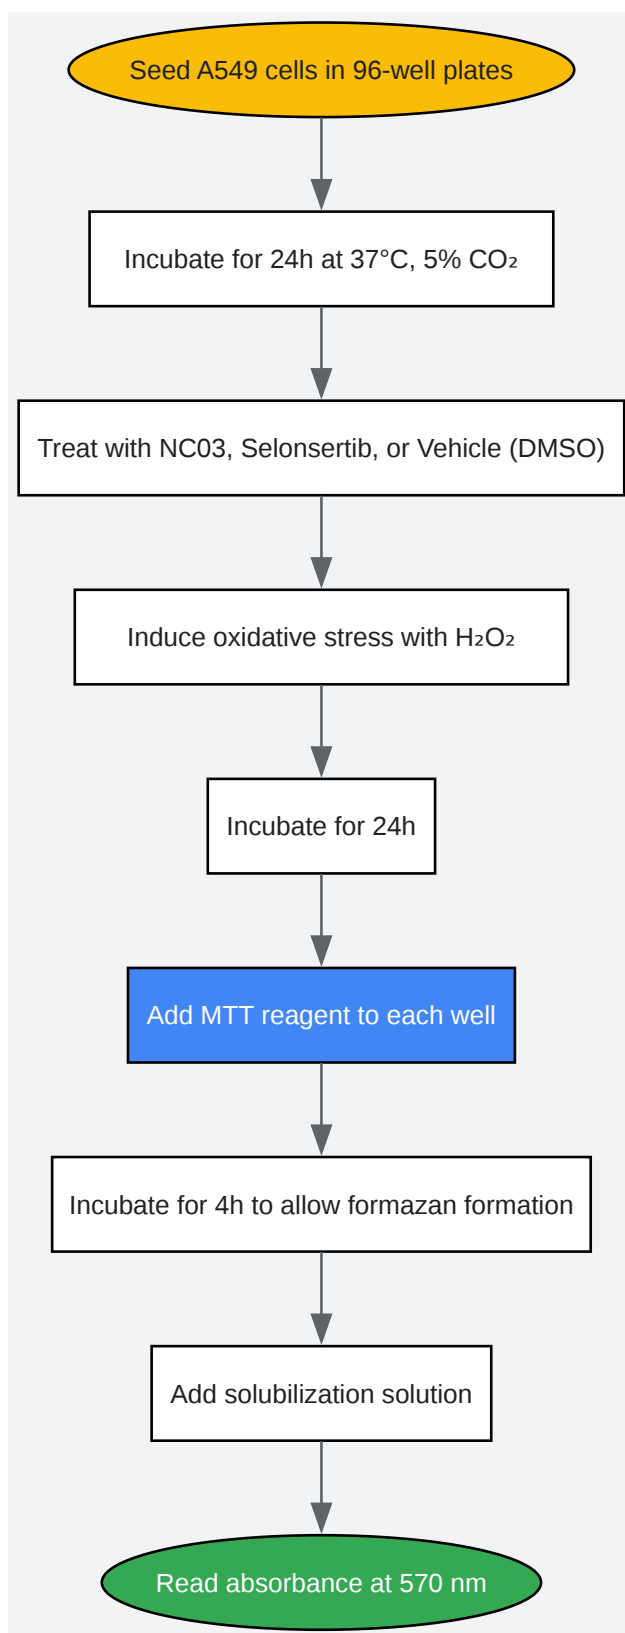 Seed A549 cells in 96-well plates
Incubate for 24h at 37°C, 5% CO₂
Treat with NC03, Selonsertib, or Vehicle (DMSO)
Induce oxidative stress with H₂O₂
Incubate for 24h
Add MTT reagent to each well
Incubate for 4h to allow formazan formation
Add solubilization solution
Read absorbance at 570 nm